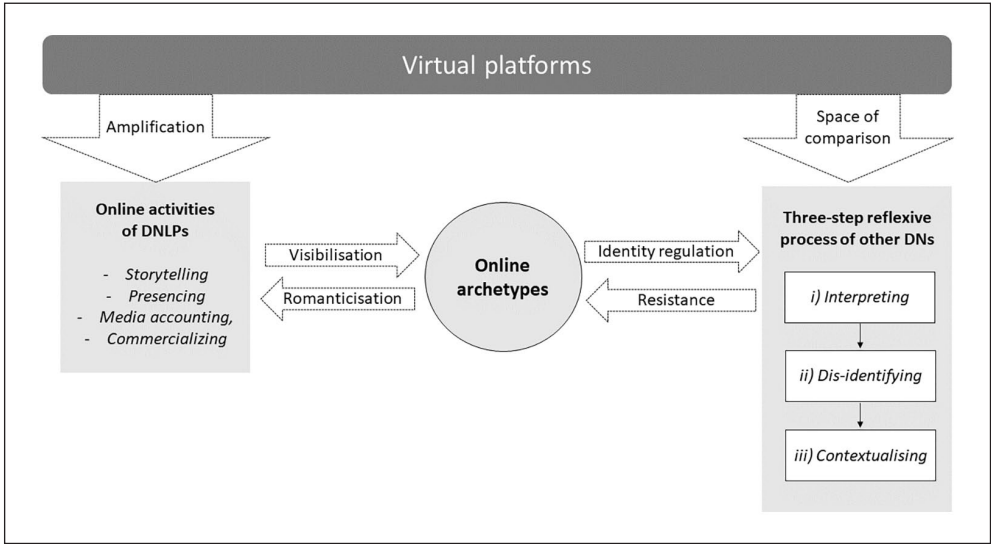 Virtual platforms
Amplification
Space of
comparison
Online activities
of DNLPs
- Storytelling
- Presencing
- Media accounting,
- Commercializing
Visibilisation
Romanticisation
Online
archetypes
Identity regulation
Resistance
Three-step reflexive
process of other DNs
i) Interpreting
ii) Dis-identifying
iii) Contextualising